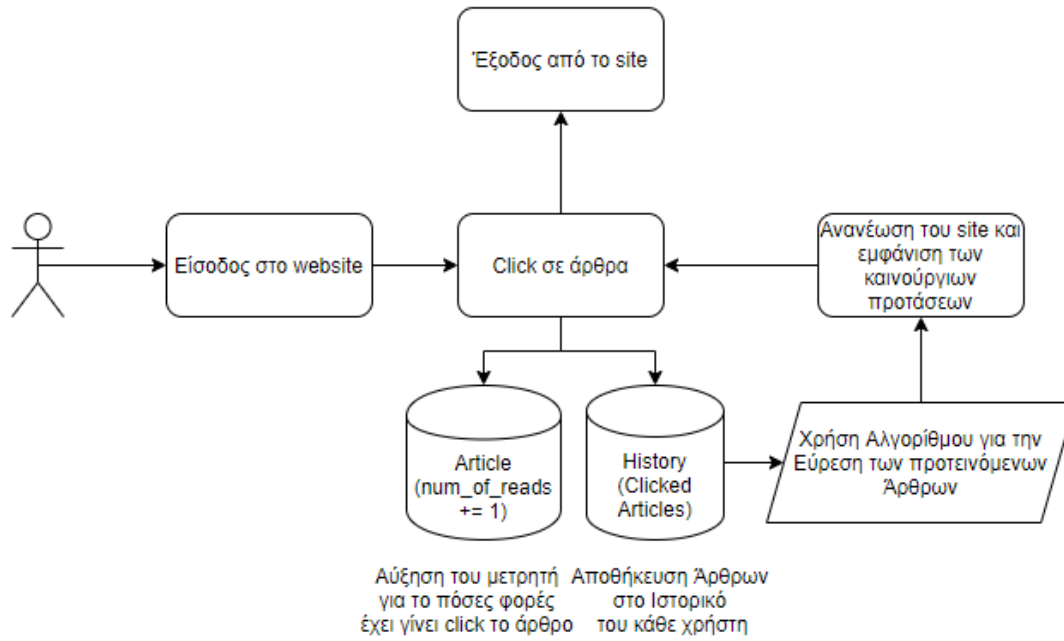 Έξοδος από το site
Είσοδος στο website
Click σε άρθρα
Ανανέωση του site και
εμφάνιση των
καινούργιων
προτάσεων
Article
(num_of_reads
+= 1)
History
(Clicked
Articles)
Χρήση Αλγορίθμου για την
Εύρεση των προτεινόμενων
Άρθρων
Αύξηση του μετρητή
για το πόσες φορές
έχει γίνει click το άρθρο
Αποθήκευση Άρθρων
στο Ιστορικό
του κάθε χρήστη